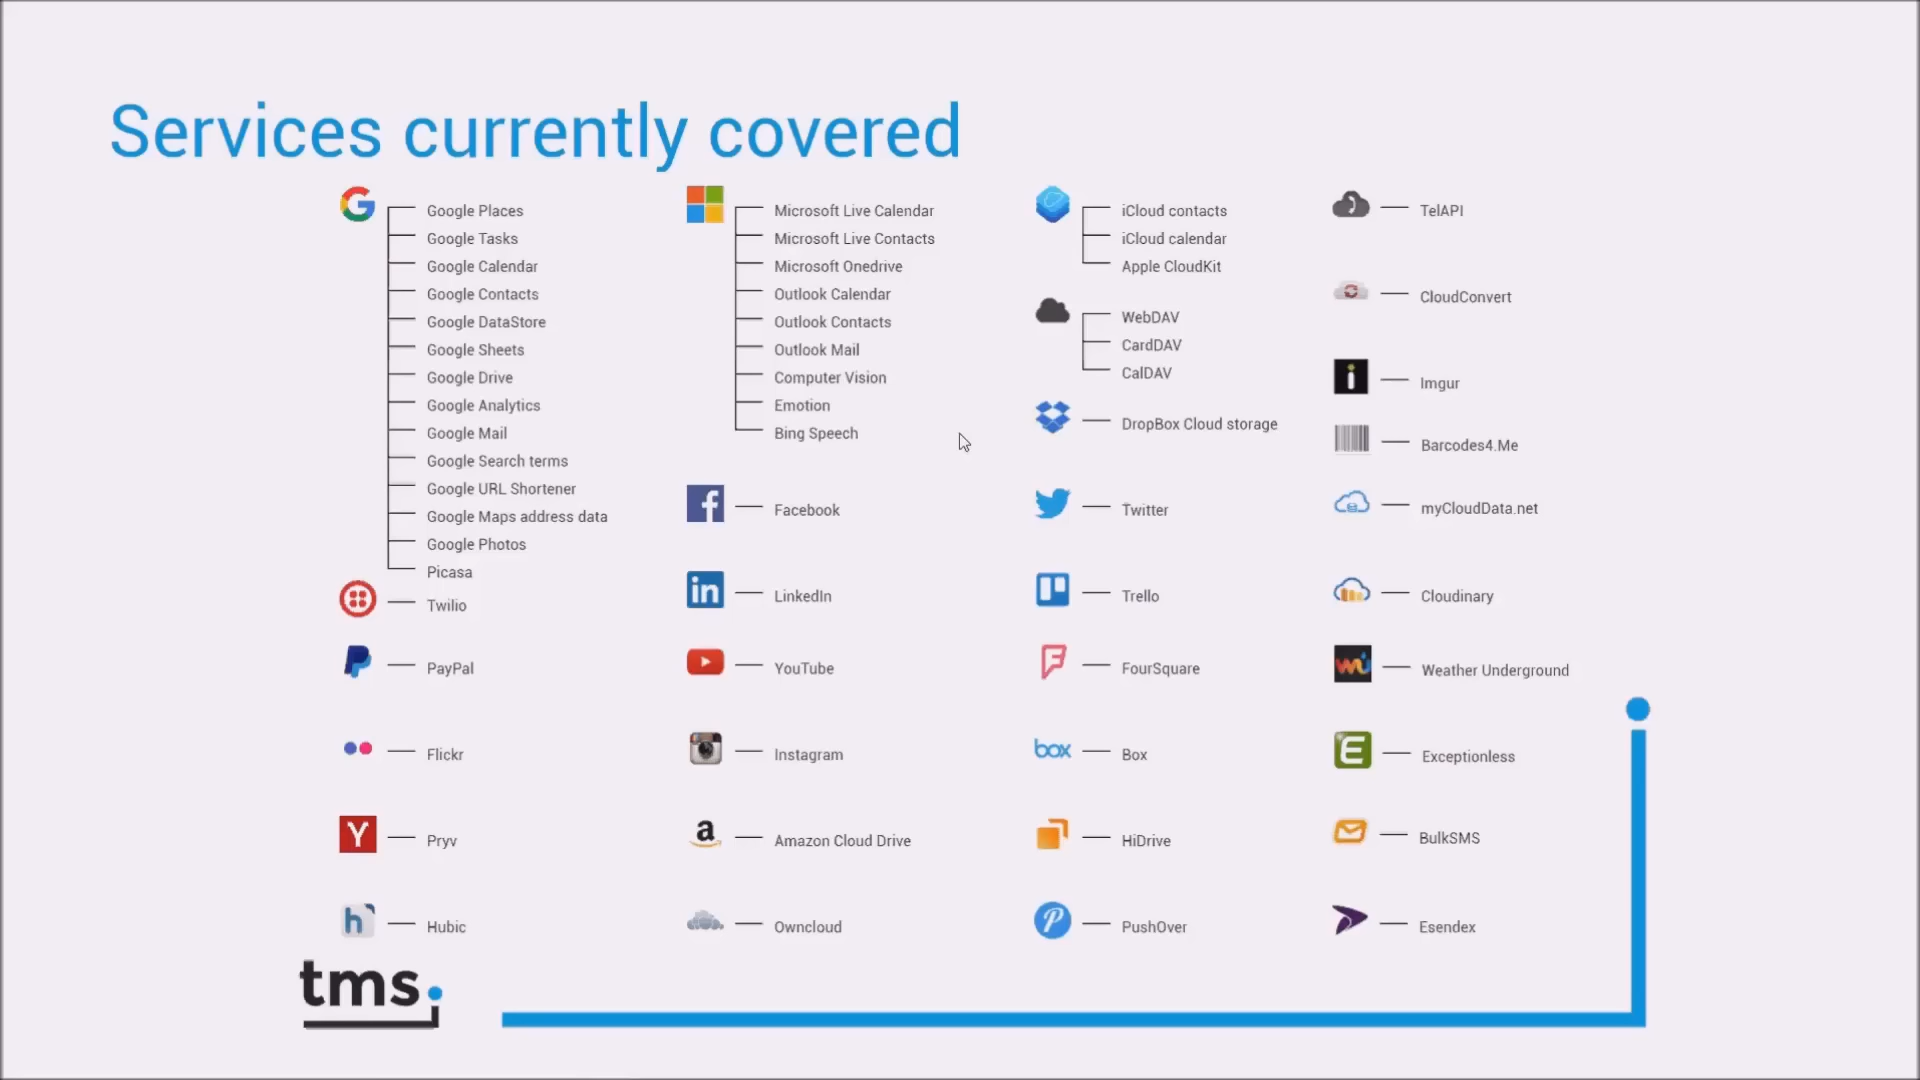 Services currently covered
Google Places
Google Tasks
Google Calendar
Google Contacts
Google DataStore
Google Sheets
Google Drive
Google Analytics
Google Mail
Google Search terms
Google URL Shortener
Google Maps address data
Google Photos
Picasa
Twilio
PayPal
Flickr
Pryv
Hubic
Microsoft Live Calendar
Microsoft Live Contacts
Microsoft Onedrive
Outlook Calendar
Outlook Contacts
Outlook Mail
Computer Vision
Emotion
Bing Speech
Facebook
LinkedIn
YouTube
Instagram
Amazon Cloud Drive
Owncloud
iCloud contacts
iCloud calendar
Apple CloudKit
WebDAV
CardDAV
CalDAV
DropBox Cloud storage
Twitter
Trello
FourSquare
box
Box
HiDrive
PushOver
TelAPI
CloudConvert
Imgur
Barcodes4.Me
myCloudData.net
Cloudinary
Weather Underground
Exceptionless
BulkSMS
Esendex
tms